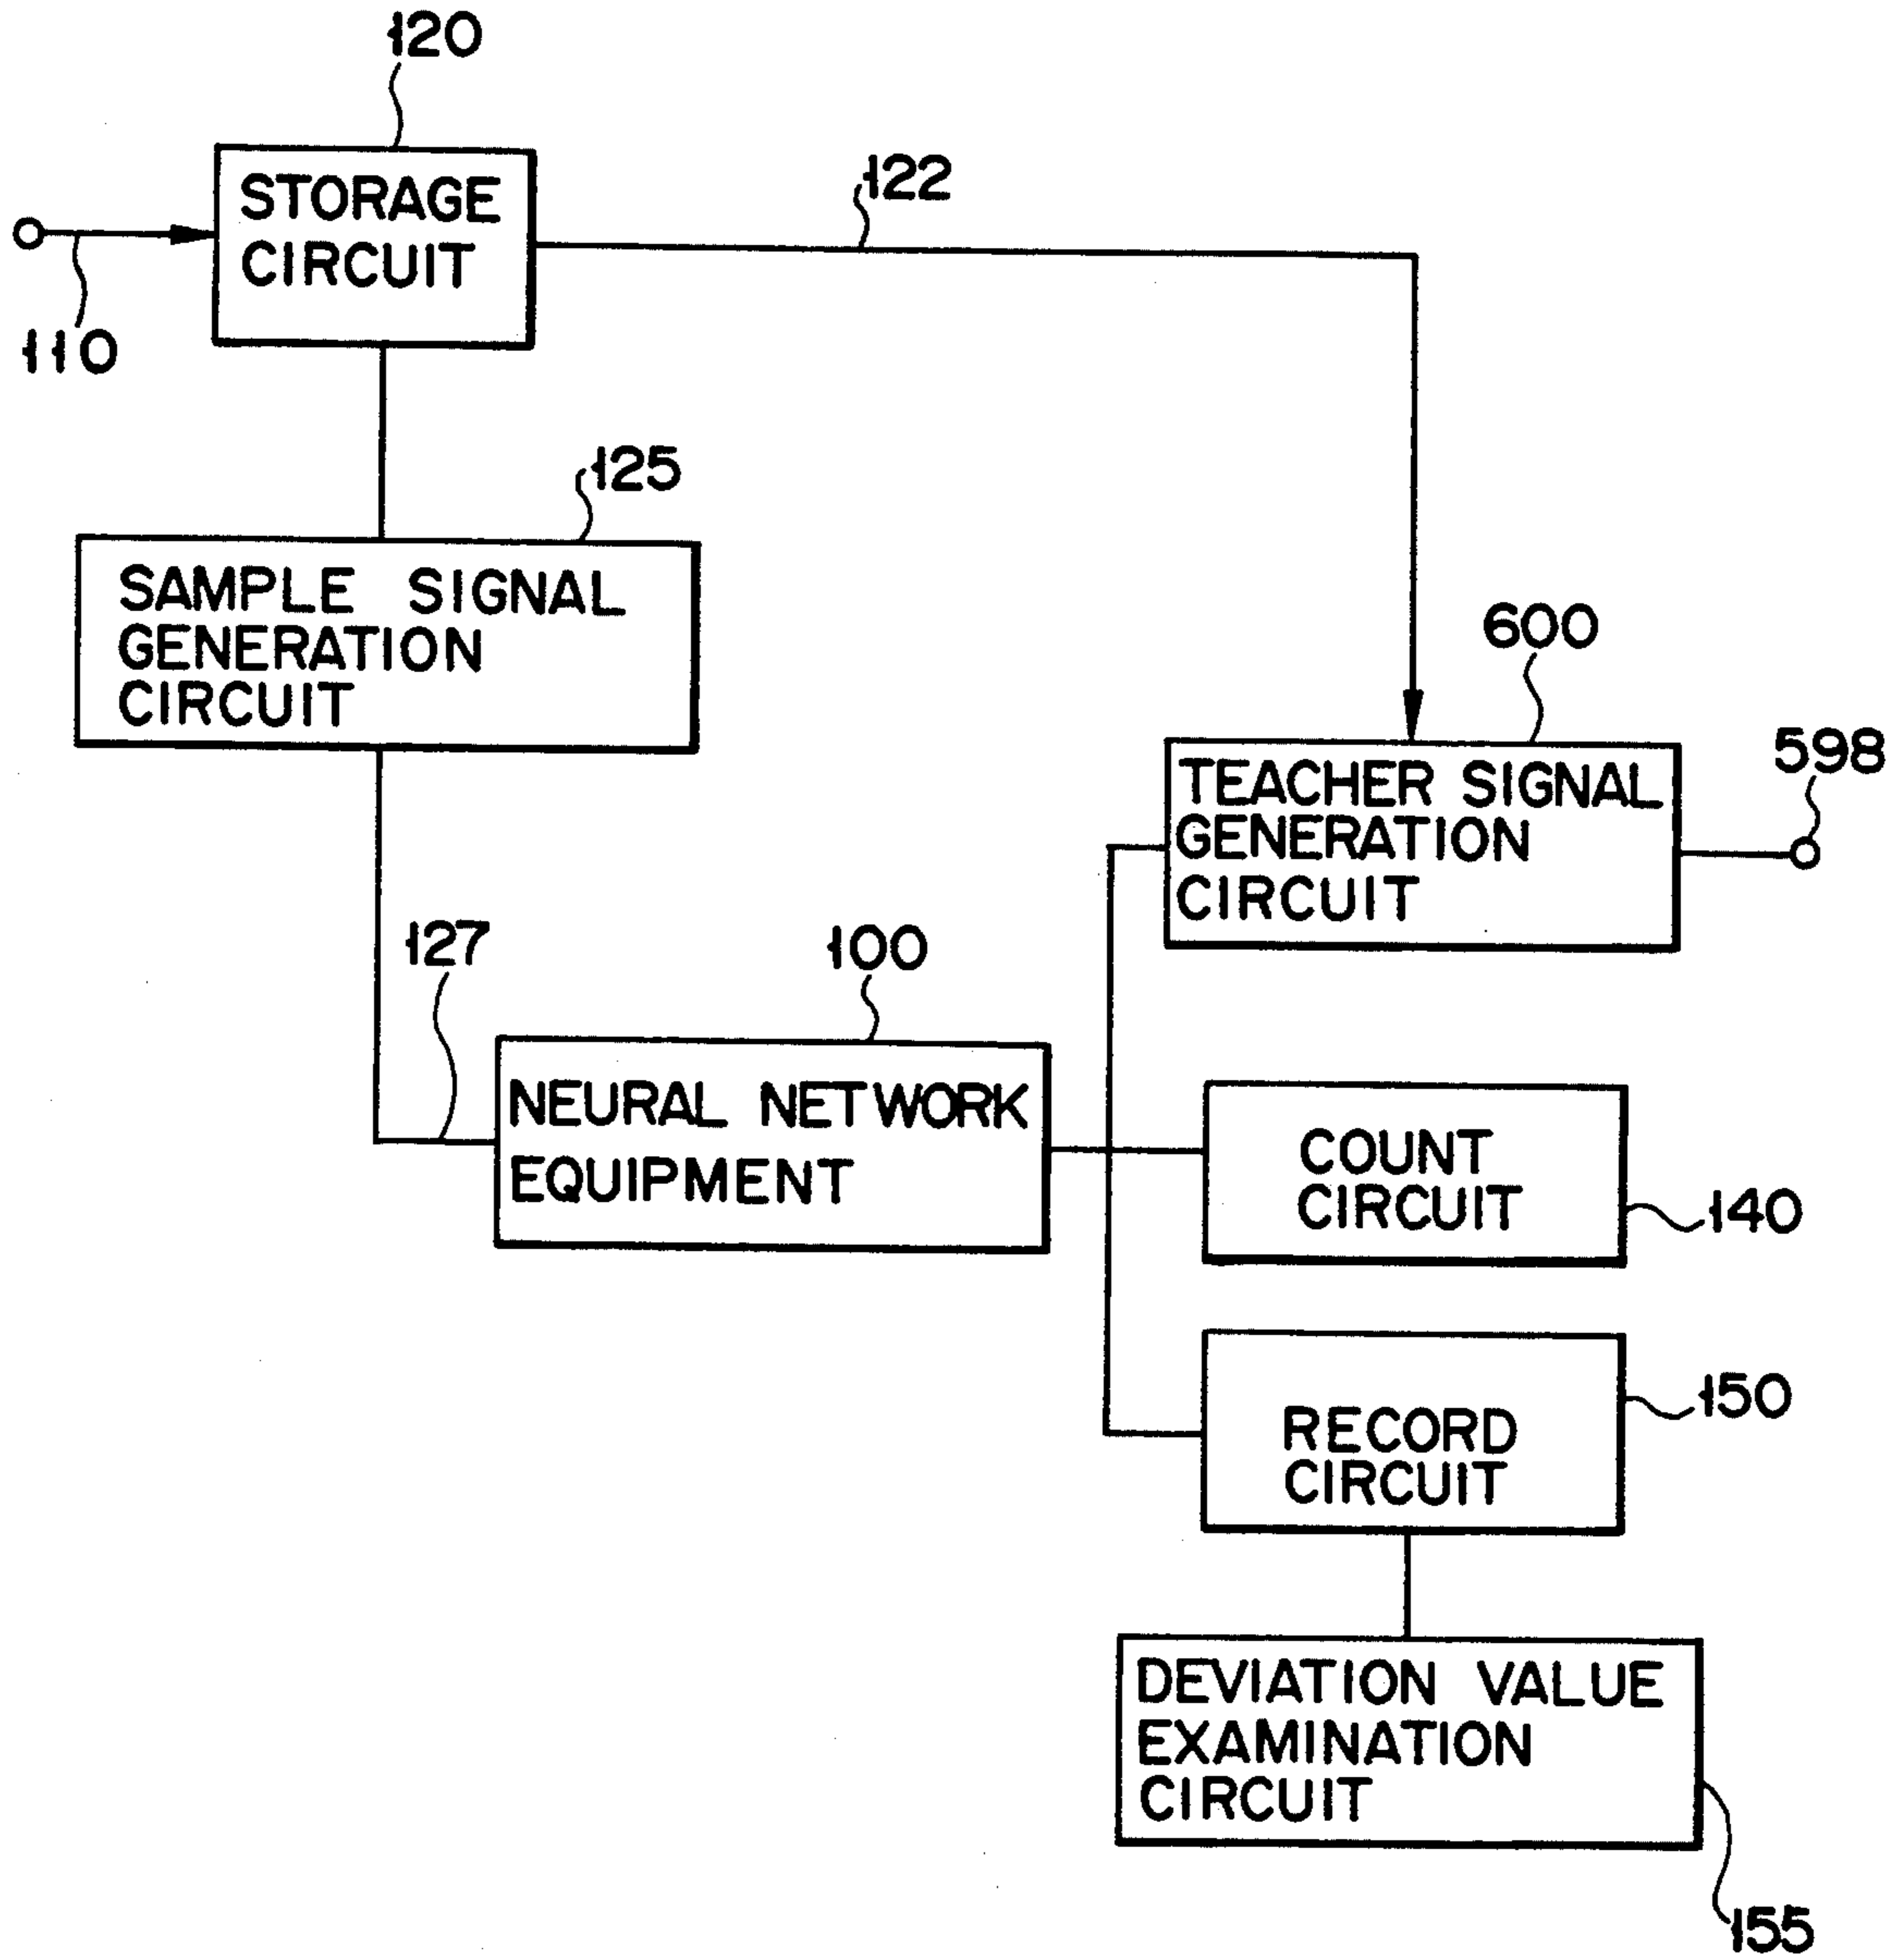 120
STORAGE
CIRCUIT
122
110
125
SAMPLE SIGNAL
GENERATION
CIRCUIT
600
598
TEACHER SIGNAL
GENERATION
CIRCUIT
127
100
NEURAL NETWORK
EQUIPMENT
COUNT
CIRCUIT
140
150
RECORD
CIRCUIT
DEVIATION VALUE
EXAMINATION
CIRCUIT
155